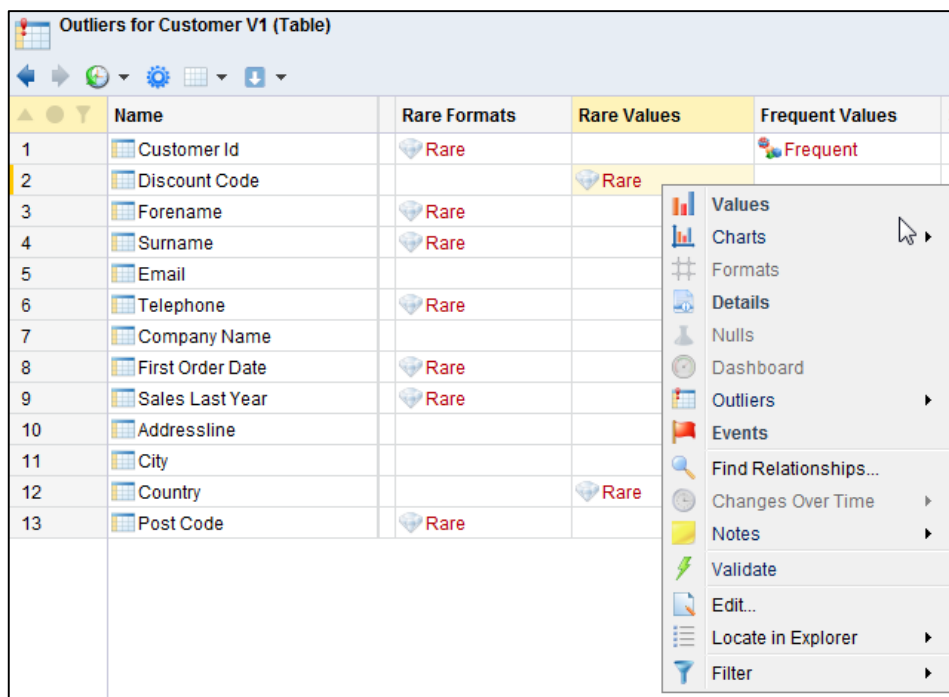 Outliers for Customer V1 (Table)
Name Rare Formats Rare Values Frequent Values
1 Customer Id Rare Frequent
2 Discount Code Rare
3 Forename Rare
4 Surname Rare
5 Email
6 Telephone Rare
7 Company Name
8 First Order Date Rare
9 Sales Last Year Rare
10 Addressline
11 City
12 Country Rare
13 Post Code Rare
Values
Charts
Formats
Details
Nulls
Dashboard
Outliers
Events
Find Relationships...
Changes Over Time
Notes
Validate
Edit...
Locate in Explorer
Filter